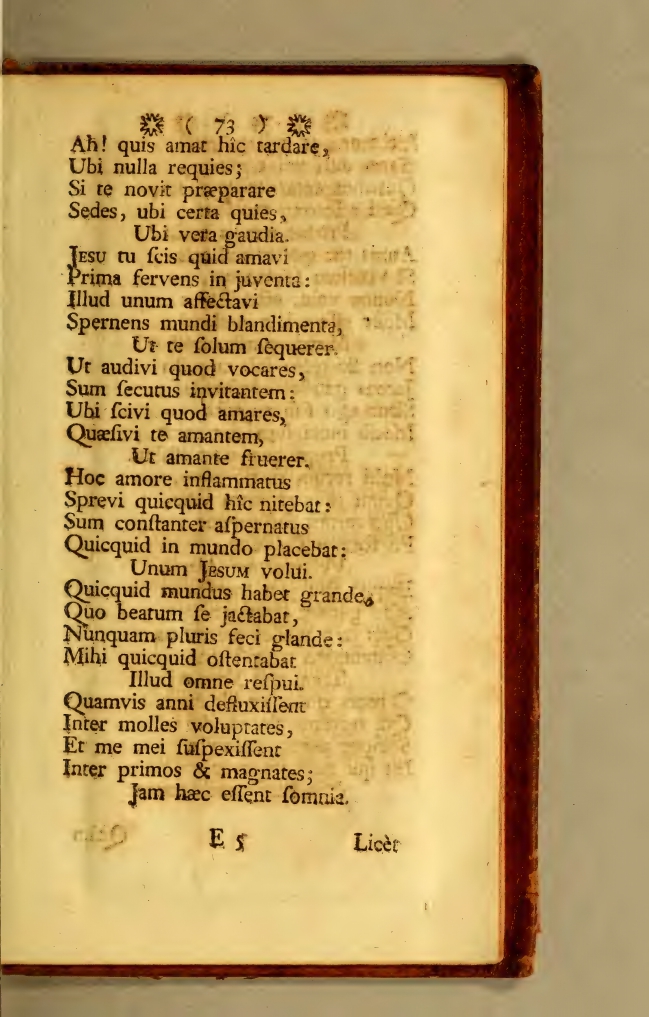 ( 73 )
Ah! quis amat hîc tardare,
Ubi nulla requies;
Si te novit præparare
Sedes, ubi certa quies,
Ubi vera gaudia.
JESU tu ſcis quid amavi
Prima fervens in juventa:
Illud unum affectavi
Spernens mundi blandimenta,
Ut te ſolum ſequerer.
Ut audivi quod vocares,
Sum ſecutus invitantem:
Ubi ſcivi quod amares,
Quæſivi te amantem,
Ut amante fruerer.
Hoc amore inflammatus
Sprevi quicquid hîc nitebat:
Sum conſtanter aſpernatus
Quicquid in mundo placebat:
Unum JESUM volui.
Quicquid mundus habet grande,
Quo beatum ſe jactabat,
Nunquam pluris feci glande:
Mihi quicquid oſtentabat
Illud omne reſpui.
Quamvis anni defluxiſſent
Inter molles voluptates,
Et me mei ſuſpexiſſent
Inter primos & magnates;
Jam hæc eſſent ſomnia.
E 5 Licèt